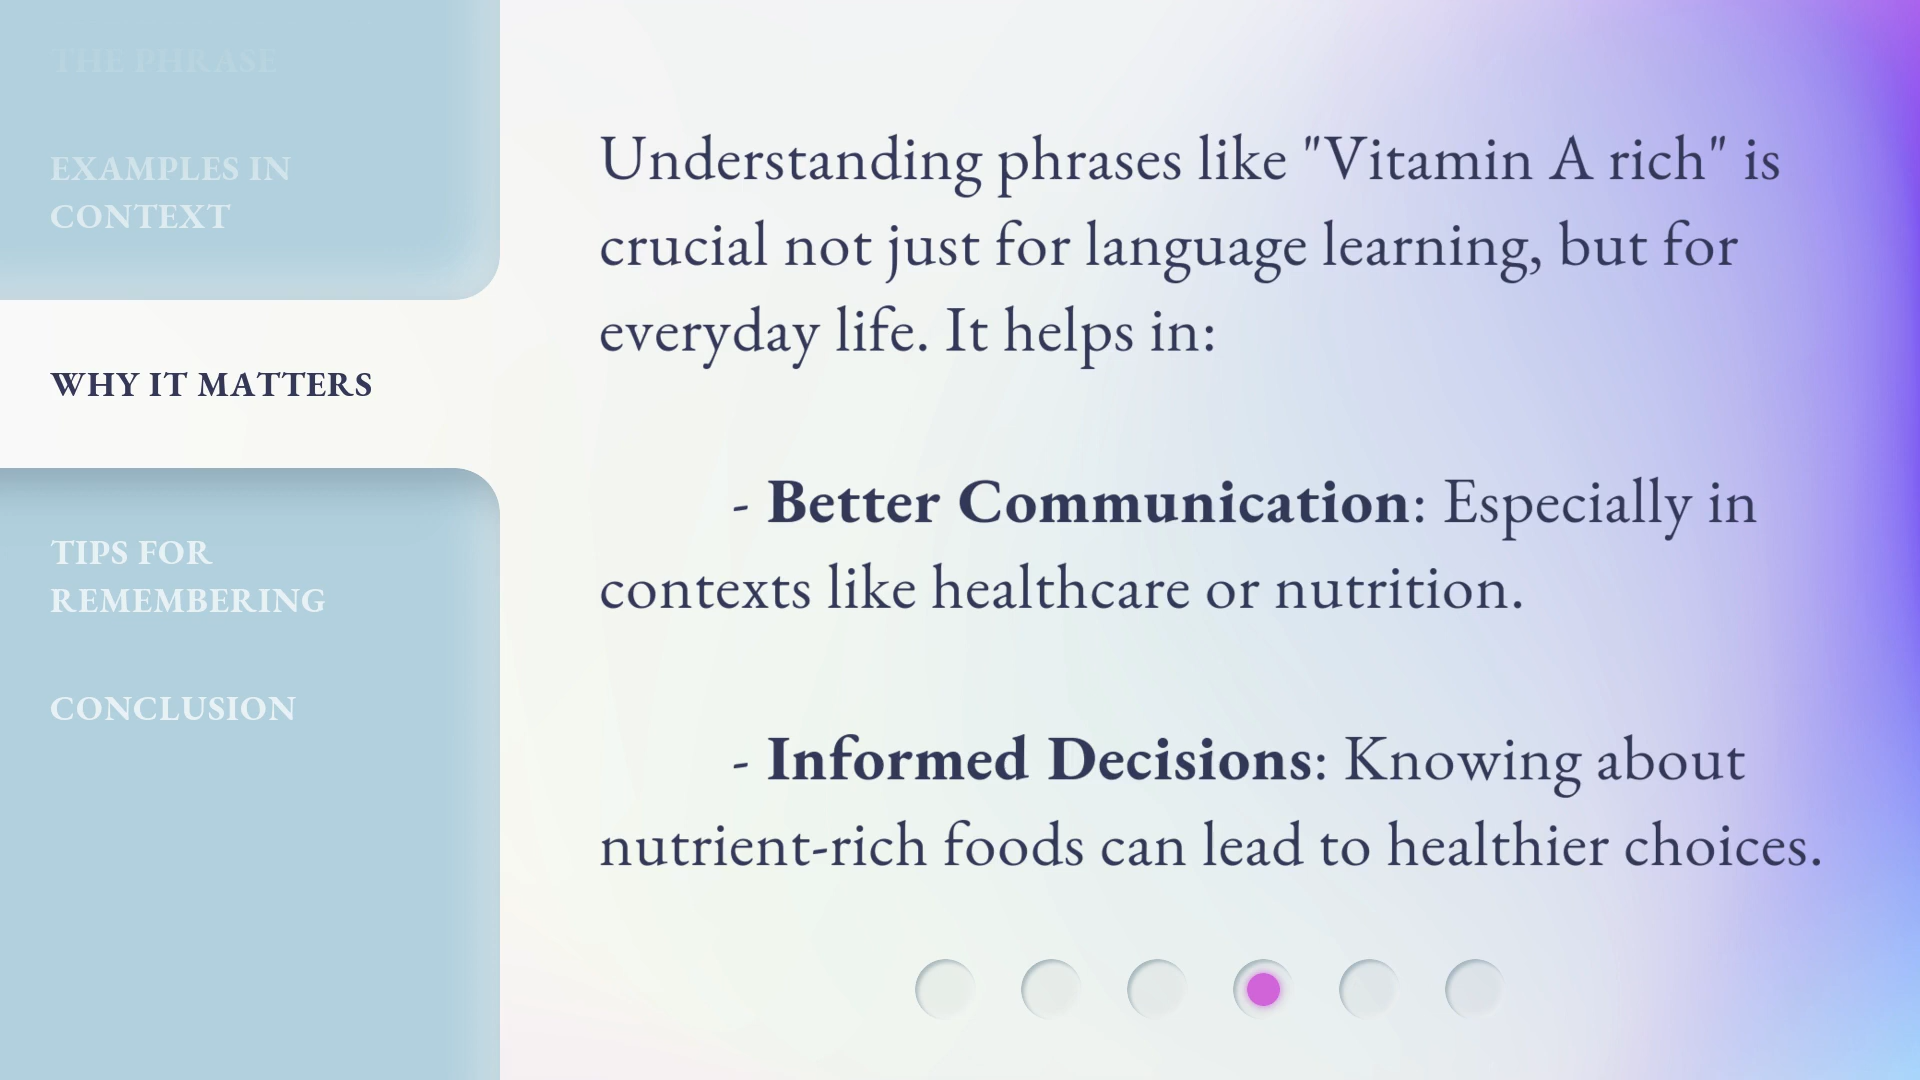 THE PHRASE
EXAMPLES IN
CONTEXT
WHY IT MATTERS
TIPS FOR
REMEMBERING
CONCLUSION
Understanding phrases like "Vitamin A rich" is
crucial not just for language learning, but for
everyday life. It helps in:
- Better Communication: Especially in
contexts like healthcare or nutrition.
- Informed Decisions: Knowing about
nutrient-rich foods can lead to healthier choices.